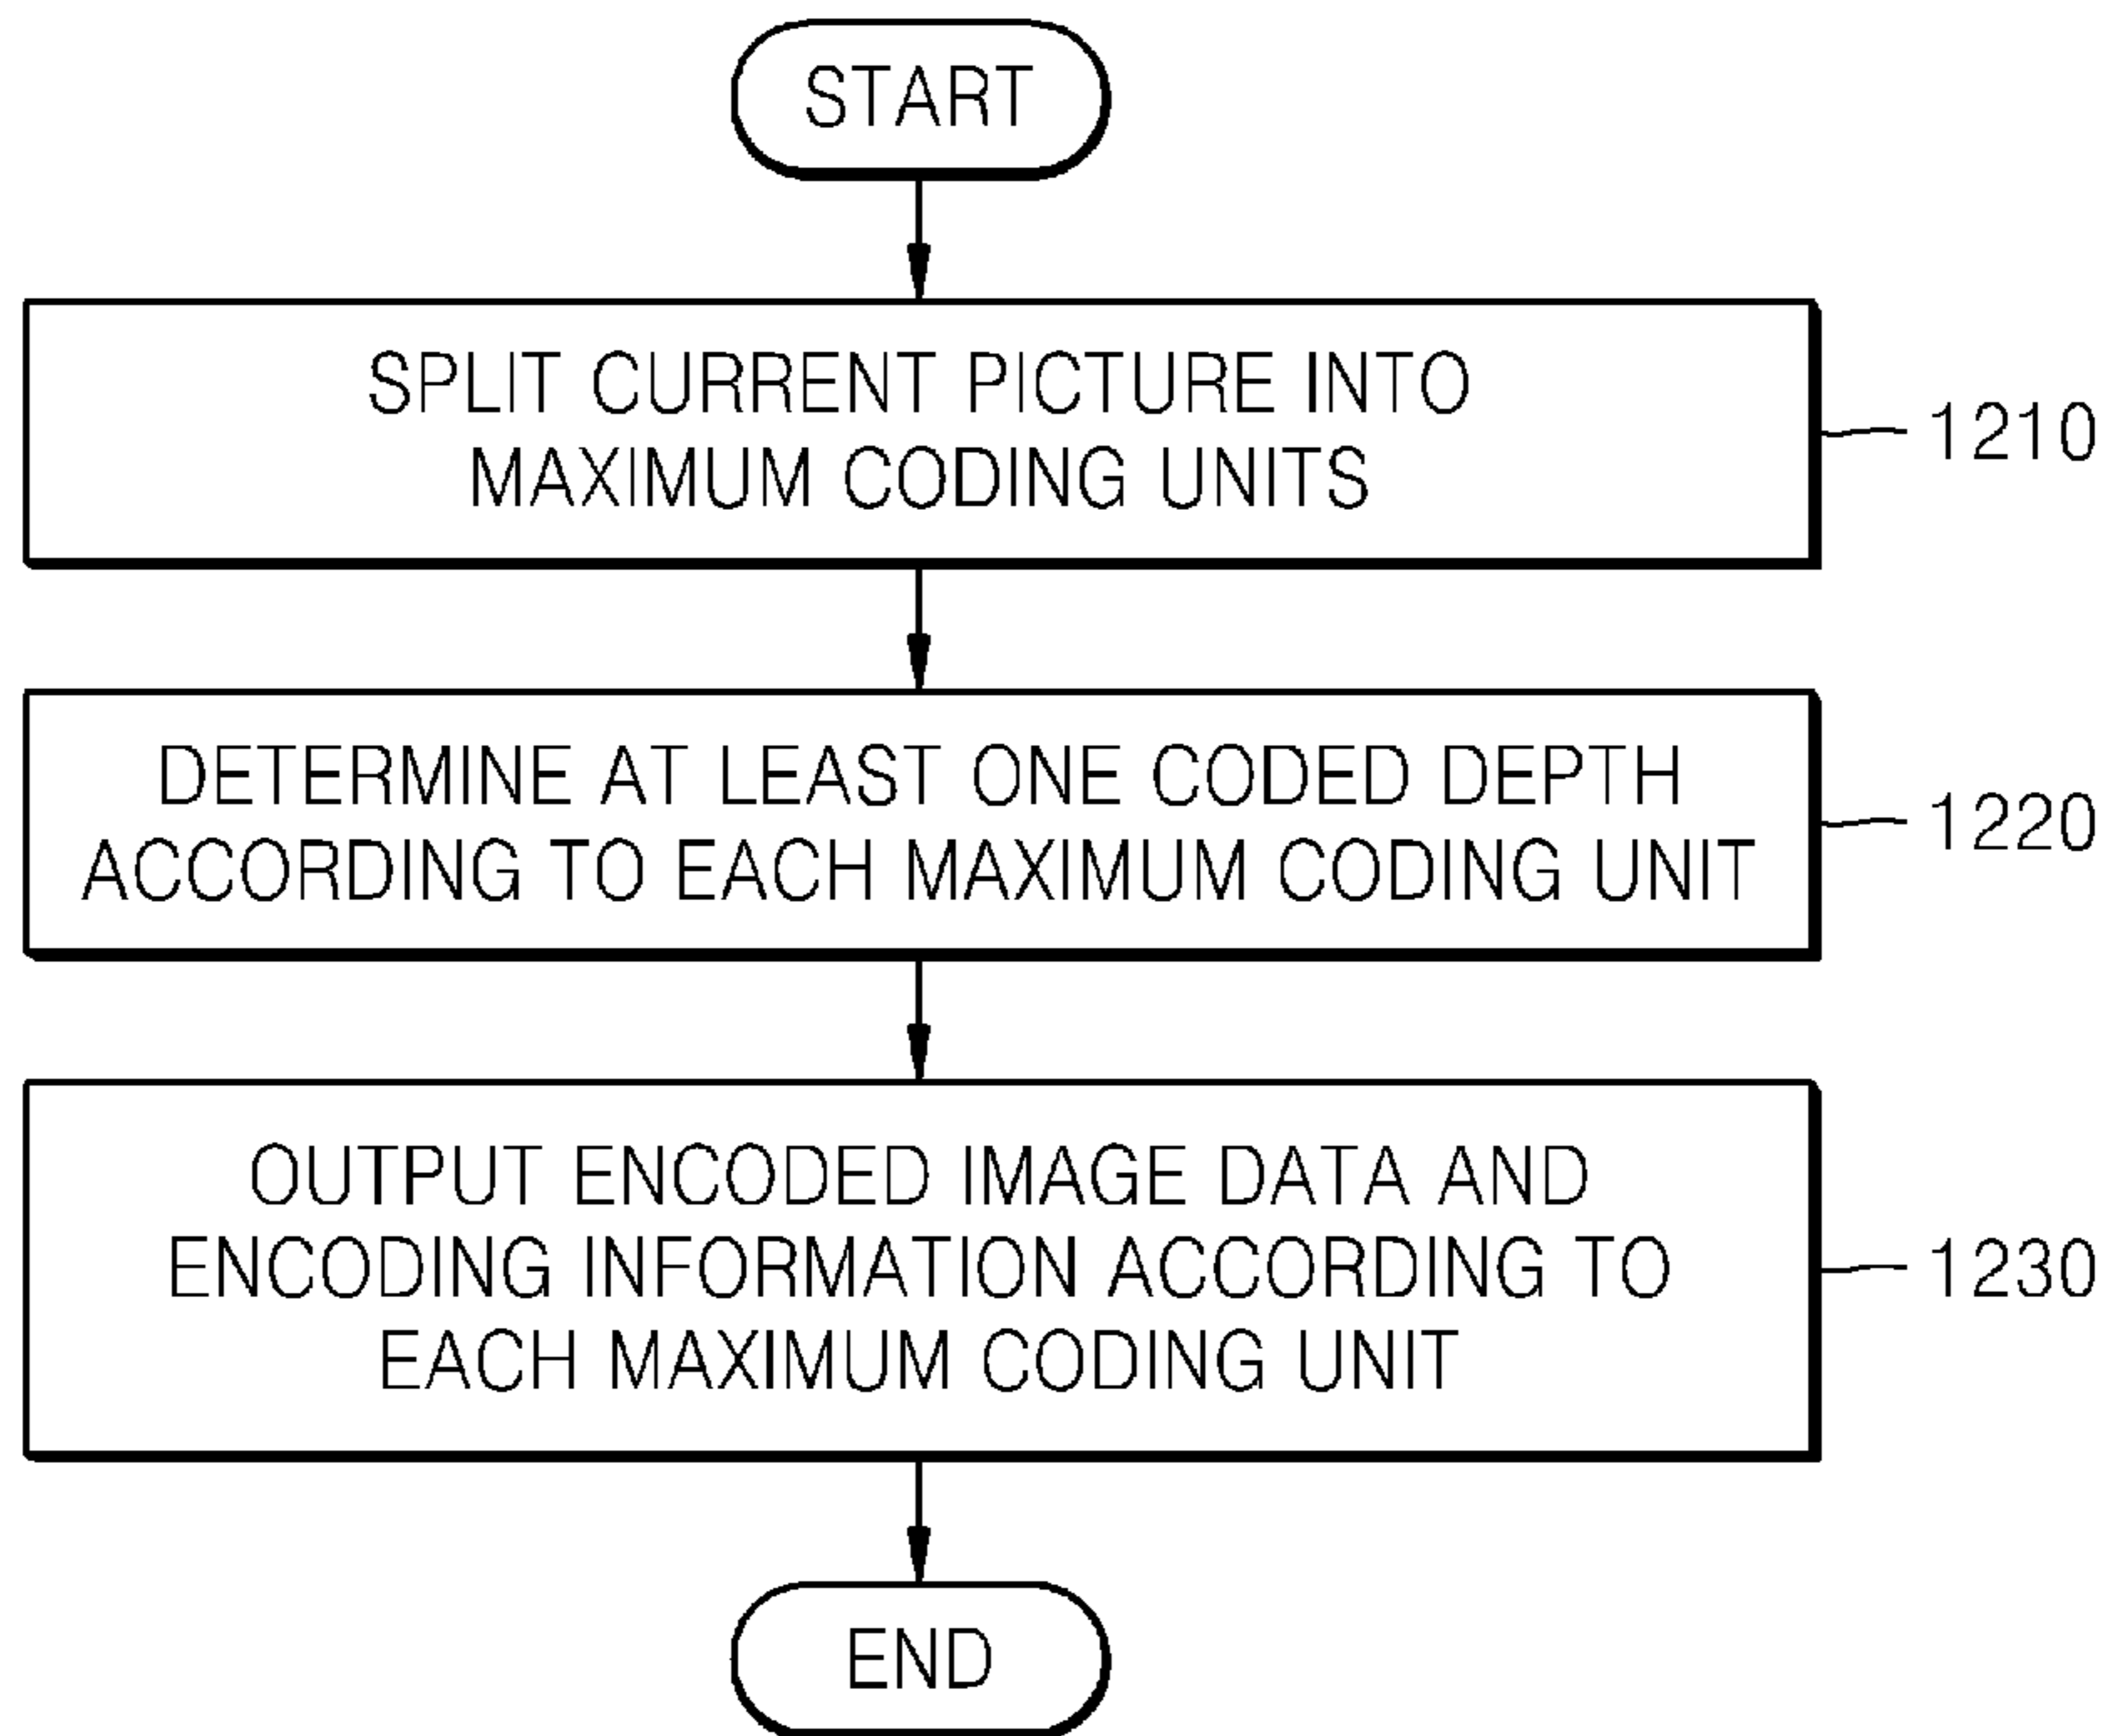 START
SPLIT CURRENT PICTURE INTO
MAXIMUM CODING UNITS
1210
DETERMINE AT LEAST ONE CODED DEPTH
ACCORDING TO EACH MAXIMUM CODING UNIT
1220
OUTPUT ENCODED IMAGE DATA AND
ENCODING INFORMATION ACCORDING TO
EACH MAXIMUM CODING UNIT
1230
END